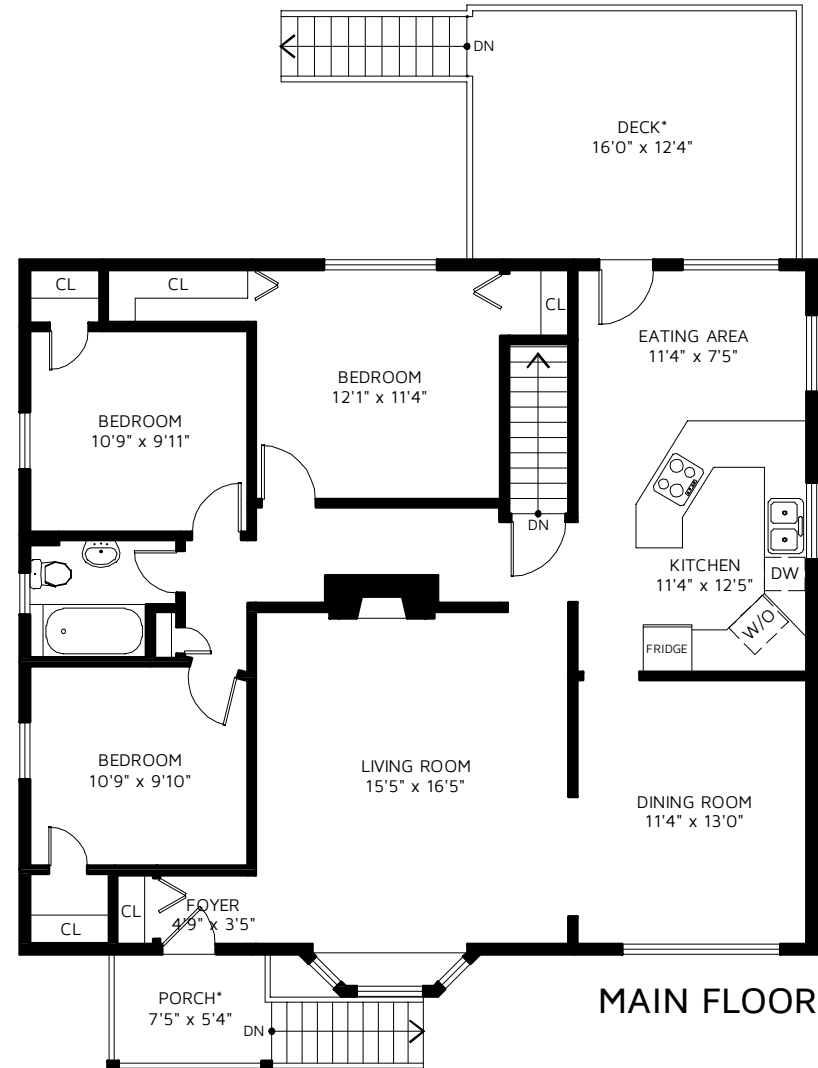 DN
DECK*
16'0" x 12'4"
CL
CL
CL
EATING AREA
11'4" x 7'5"
BEDROOM
12'1" x 11'4"
BEDROOM
10'9" x 9'11"
DN
KITCHEN
11'4" x 12'5"
DW
W/O
FRIDGE
BEDROOM
10'9" x 9'10"
LIVING ROOM
15'5" x 16'5"
DINING ROOM
11'4" x 13'0"
CL
CL
FOYER
4'9" x 3'5"
PORCH*
7'5" x 5'4"
DN
MAIN FLOOR